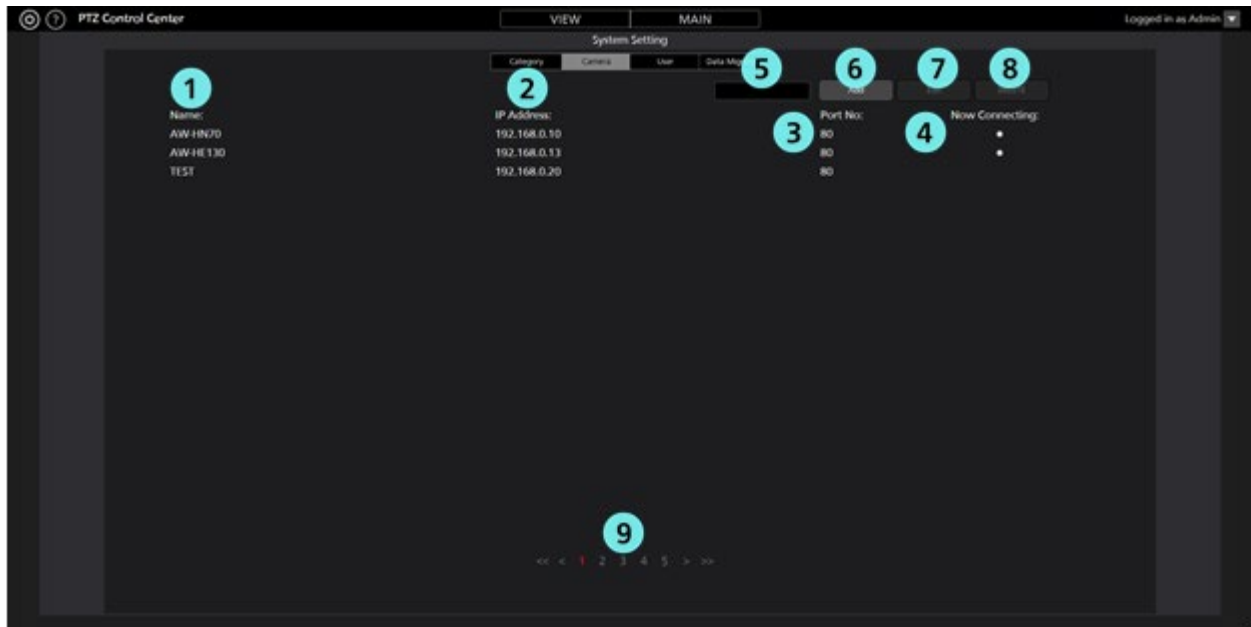 ? PTZ Control Center VIEW MAIN Logged in as Admin
System Setting
Category Camera User Data
5 6 7 8
1 2
Name: IP Address: Port No: Now Connecting:
3 4
AW-HN70 192.168.0.10 80
AW-HE130 192.168.0.13 80
TEST 192.168.0.20 80
9
<< < 1 2 3 4 5 > >>